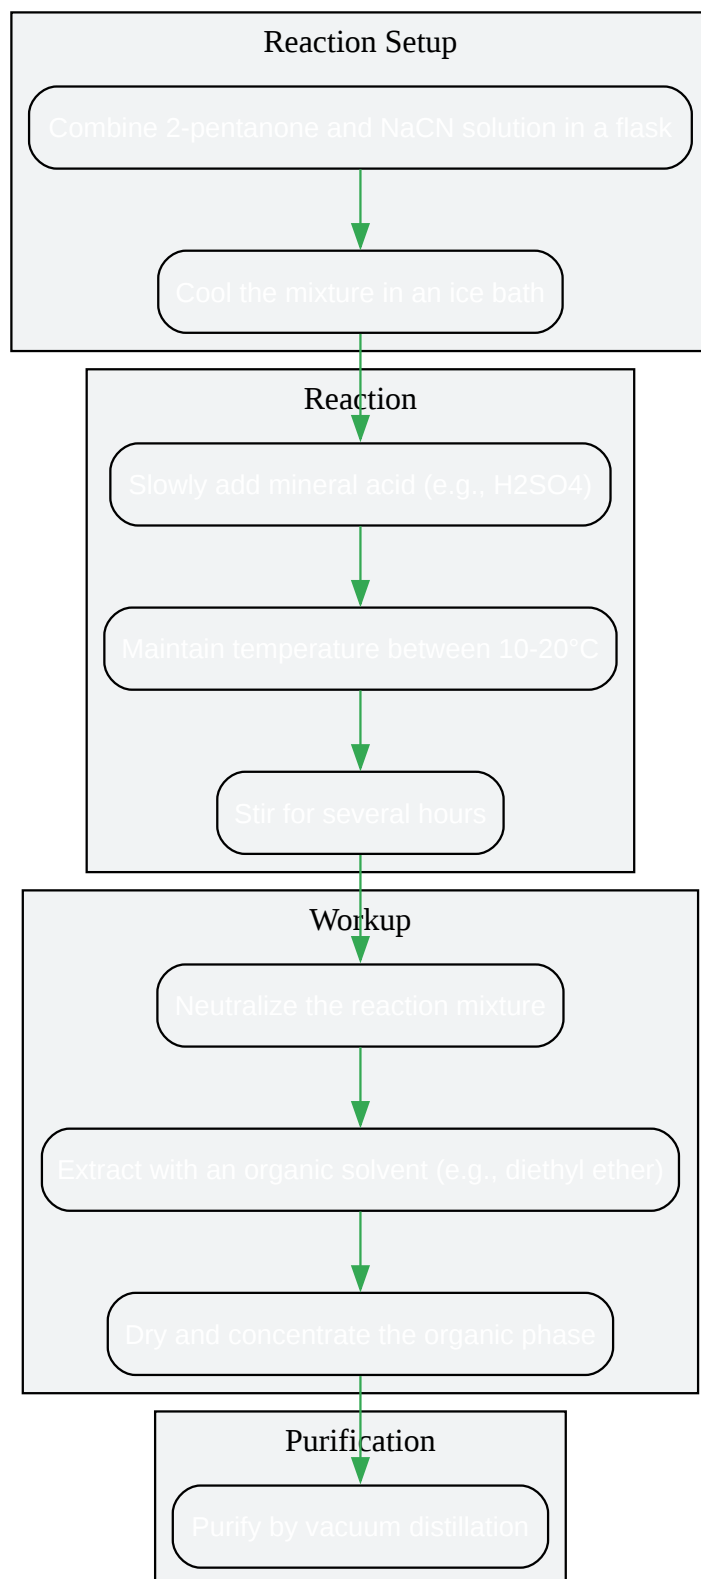 Reaction Setup
Combine 2-pentanone and NaCN solution in a flask
Cool the mixture in an ice bath
Reaction
Slowly add mineral acid (e.g., H2SO4)
Maintain temperature between 10-20°C
Stir for several hours
Workup
Neutralize the reaction mixture
Extract with an organic solvent (e.g., diethyl ether)
Dry and concentrate the organic phase
Purification
Purify by vacuum distillation